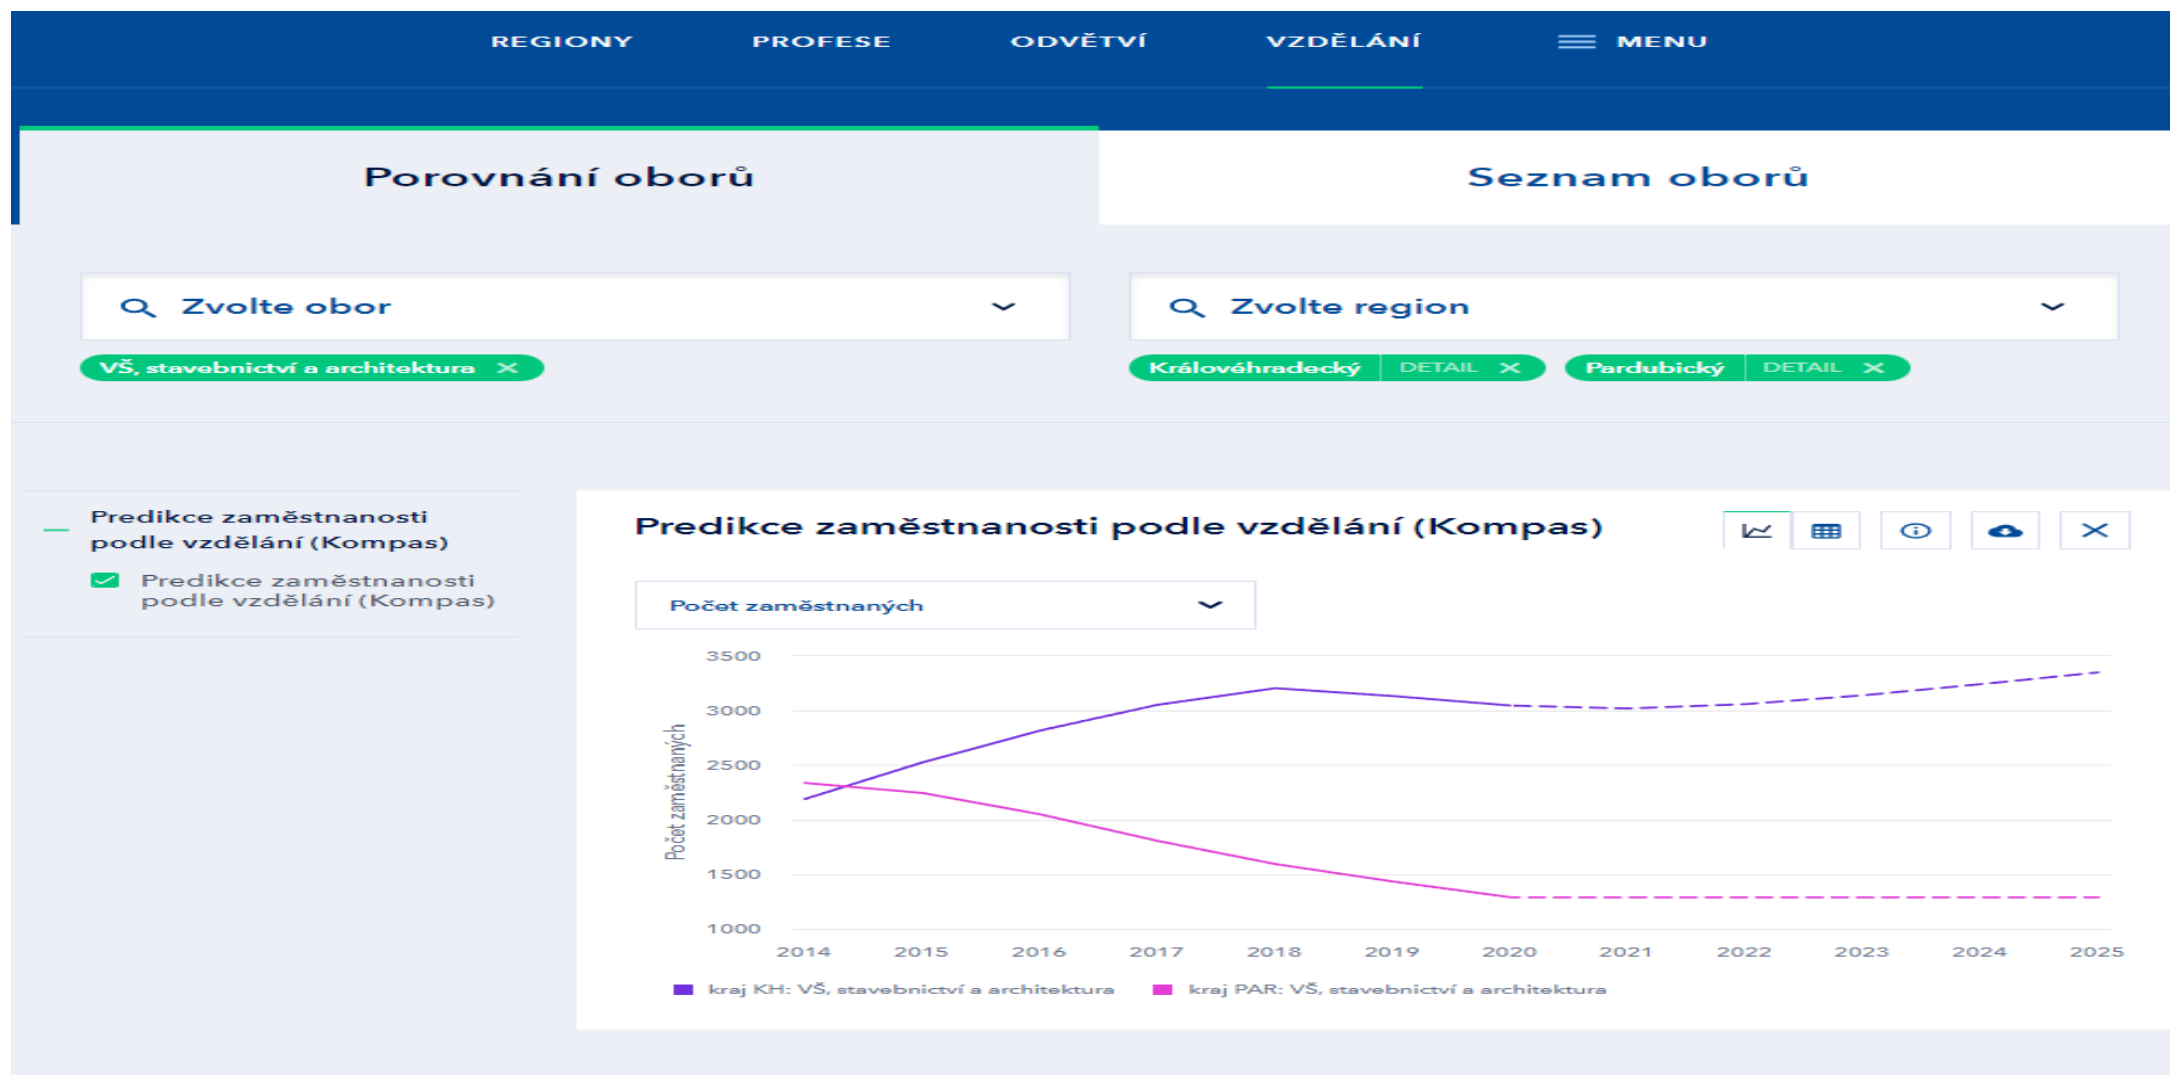 REGIONY PROFESE ODVĚTVÍ VZDĚLÁNÍ MENU
Porovnání oborů Seznam oborů
Zvolte obor Zvolte region
VŠ, stavebnictví a architektura Královéhradecký DETAIL Pardubický DETAIL
Predikce zaměstnanosti
podle vzdělání (Kompas)
Predikce zaměstnanosti
podle vzdělání (Kompas)
Predikce zaměstnanosti podle vzdělání (Kompas)
Počet zaměstnaných
3500
3000
2500
2000
1500
1000
Počet zaměstnaných
2014 2015 2016 2017 2018 2019 2020 2021 2022 2023 2024 2025
kraj KH: VŠ, stavebnictví a architektura kraj PAR: VŠ, stavebnictví a architektura